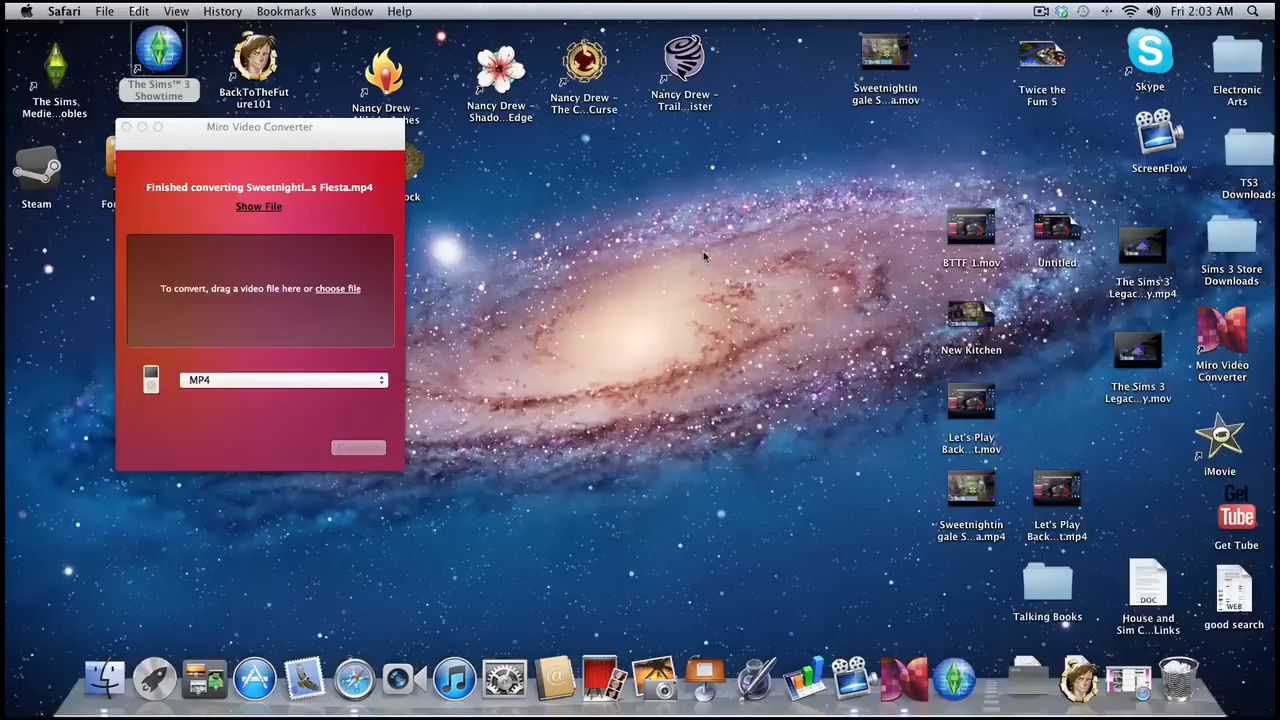 Safari File Edit View History Bookmarks Window Help Fri 2:03 AM
The Sims
Medie...obles
The Sims™ 3
Showtime
BackToTheFut
ure101
Nancy Drew -
Nancy Drew -
Shado...Edge
Nancy Drew -
The C...Curse
Nancy Drew -
Trail...ister
Sweetnightin
gale S...a.mov
Twice the
Fum 5
Skype
Electronic
Arts
Steam
Miro Video Converter
Finished converting Sweetnighti...s Fiesta.mp4
Show File
To convert, drag a video file here or choose file
MP4
ScreenFlow
TS3
Downloads
BTTF 1.mov
Untitled
The Sims 3
Legac...y.mp4
Sims 3 Store
Downloads
New Kitchen
The Sims 3
Legac...y.mov
Miro Video
Converter
Let's Play
Back...t.mov
iMovie
Sweetnightin
gale S...a.mp4
Let's Play
Back...t.mp4
Get
Tube
Get Tube
Talking Books
DOC
House and
Sim C...Links
WEB
good search